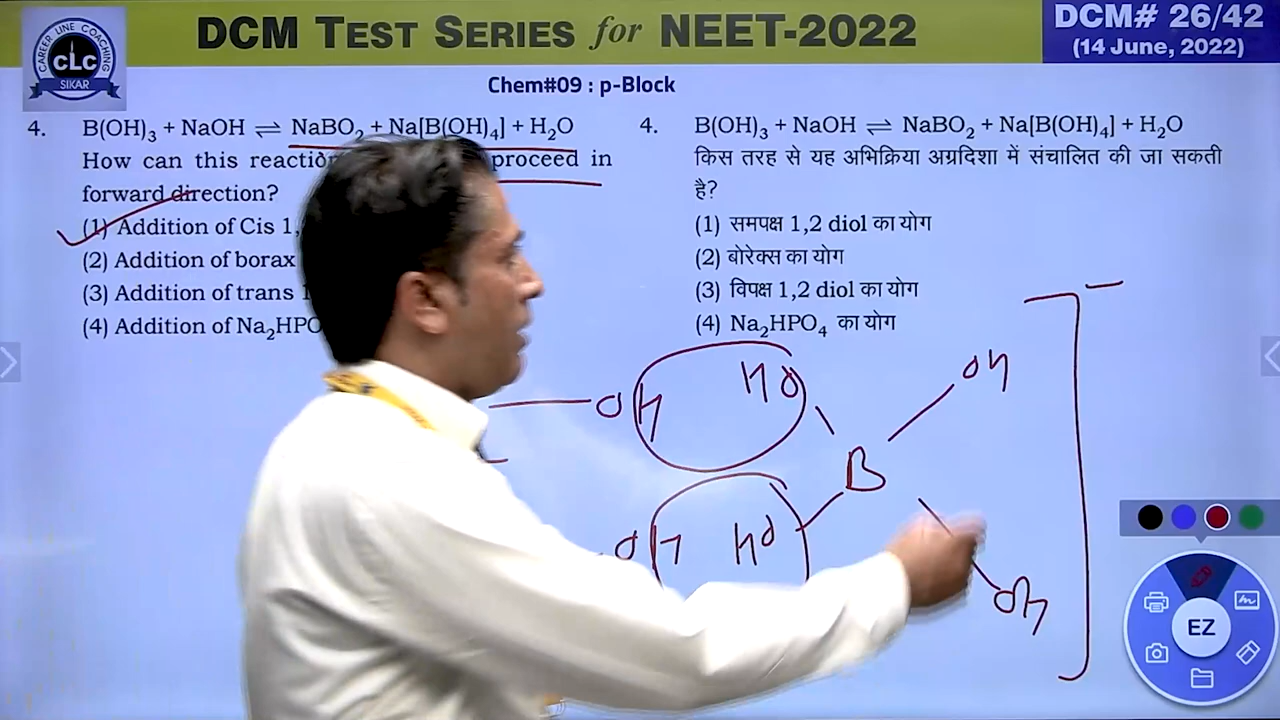 CAREER LINE COACHING
CLC
SIKAR
DCM TEST SERIES for NEET-2022
DCM# 26/42
(14 June, 2022)
Chem#09 : p-Block
4. B(OH)₃ + NaOH ⇌ NaBO₂ + Na[B(OH)₄] + H₂O
How can this reaction proceed in
forward direction?
(1) Addition of Cis 1,
(2) Addition of borax
(3) Addition of trans
(4) Addition of Na₂HPO
4. B(OH)₃ + NaOH ⇌ NaBO₂ + Na[B(OH)₄] + H₂O
किस तरह से यह अभिक्रिया अग्रदिशा में संचालित की जा सकती
है?
(1) समपक्ष 1,2 diol का योग
(2) बोरेक्स का योग
(3) विपक्ष 1,2 diol का योग
(4) Na₂HPO₄ का योग
OH HO OH
B
OH HO OH
EZ